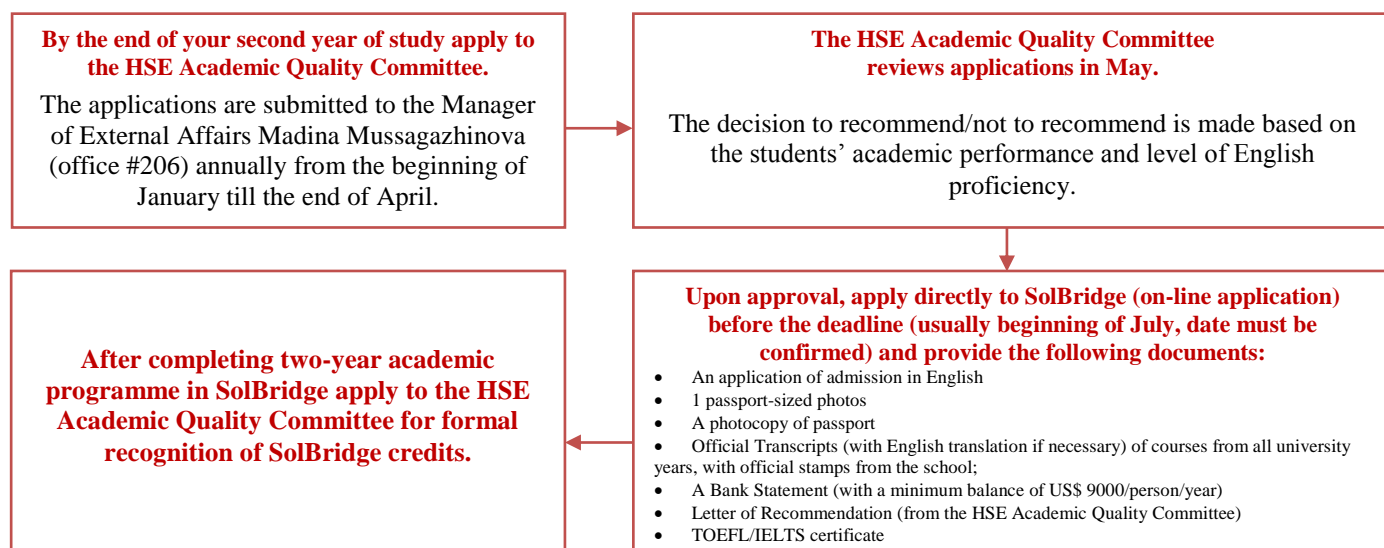 By the end of your second year of study apply to
the HSE Academic Quality Committee.
The applications are submitted to the Manager
of External Affairs Madina Mussagazhinova
(office #206) annually from the beginning of
January till the end of April.
The HSE Academic Quality Committee
reviews applications in May.
The decision to recommend/not to recommend is made based on
the students’ academic performance and level of English
proficiency.
Upon approval, apply directly to SolBridge (on-line application)
before the deadline (usually beginning of July, date must be
confirmed) and provide the following documents:
• An application of admission in English
• 1 passport-sized photos
• A photocopy of passport
• Official Transcripts (with English translation if necessary) of courses from all university
years, with official stamps from the school;
• A Bank Statement (with a minimum balance of US$ 9000/person/year)
• Letter of Recommendation (from the HSE Academic Quality Committee)
• TOEFL/IELTS certificate
After completing two-year academic
programme in SolBridge apply to the HSE
Academic Quality Committee for formal
recognition of SolBridge credits.